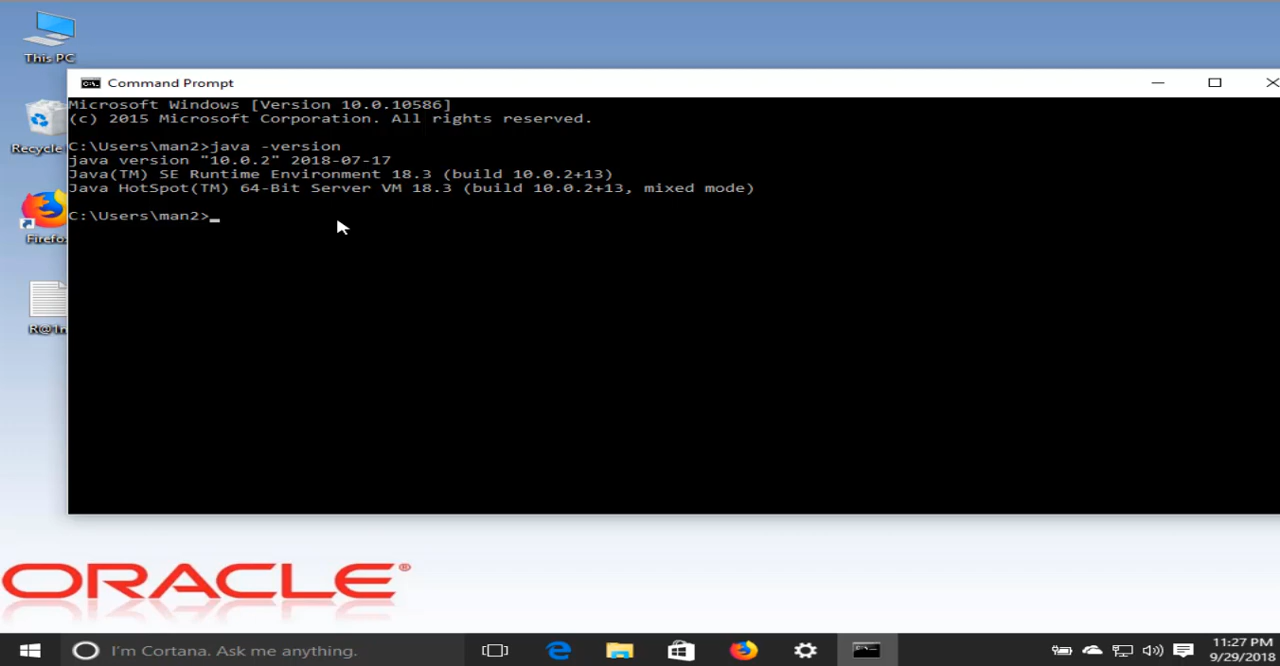 This PC
Command Prompt
Microsoft Windows [Version 10.0.10586]
(c) 2015 Microsoft Corporation. All rights reserved.
Recycle
C:\Users\man2>java -version
java version "10.0.2" 2018-07-17
Java(TM) SE Runtime Environment 18.3 (build 10.0.2+13)
Java HotSpot(TM) 64-Bit Server VM 18.3 (build 10.0.2+13, mixed mode)
C:\Users\man2>_
Firefo
R@1n
ORACLE®
I'm Cortana. Ask me anything.
11:27 PM
9/29/2018